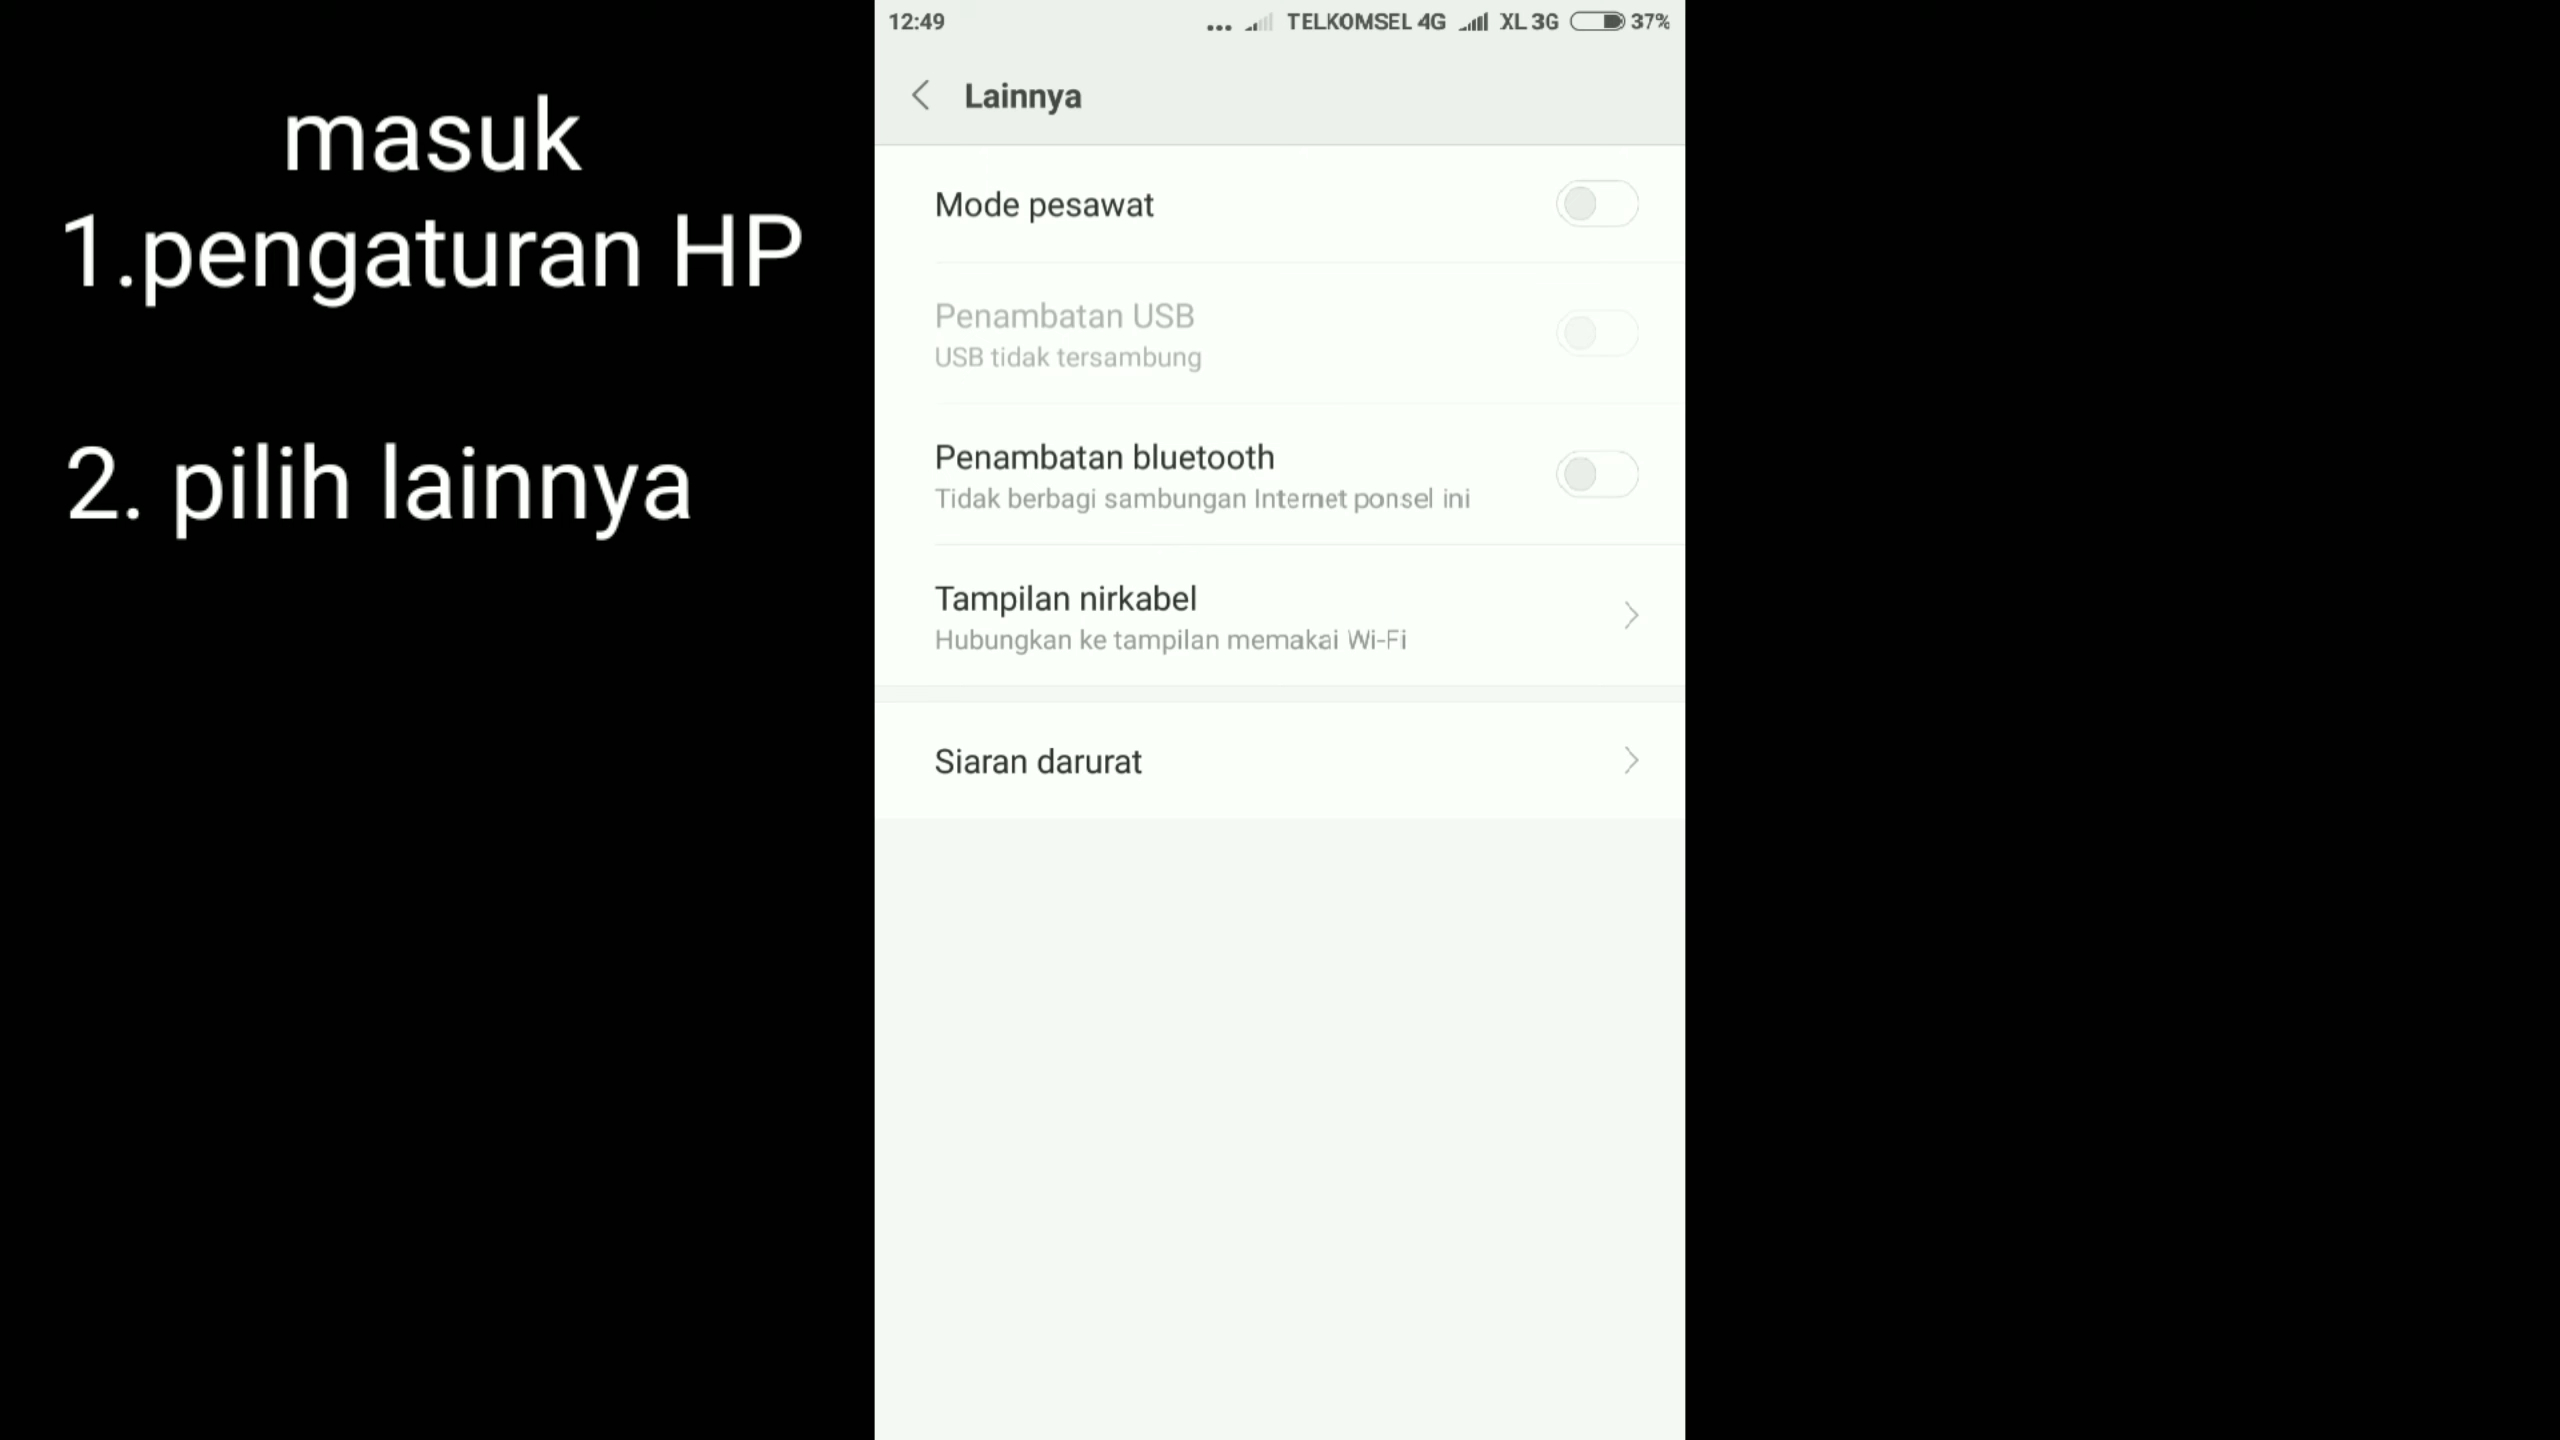 masuk
1.pengaturan HP
2. pilih lainnya
12:49
... TELKOMSEL 4G XL 3G 37%
Lainnya
Mode pesawat
Penambatan USB
USB tidak tersambung
Penambatan bluetooth
Tidak berbagi sambungan Internet ponsel ini
Tampilan nirkabel
Hubungkan ke tampilan memakai Wi-Fi
Siaran darurat